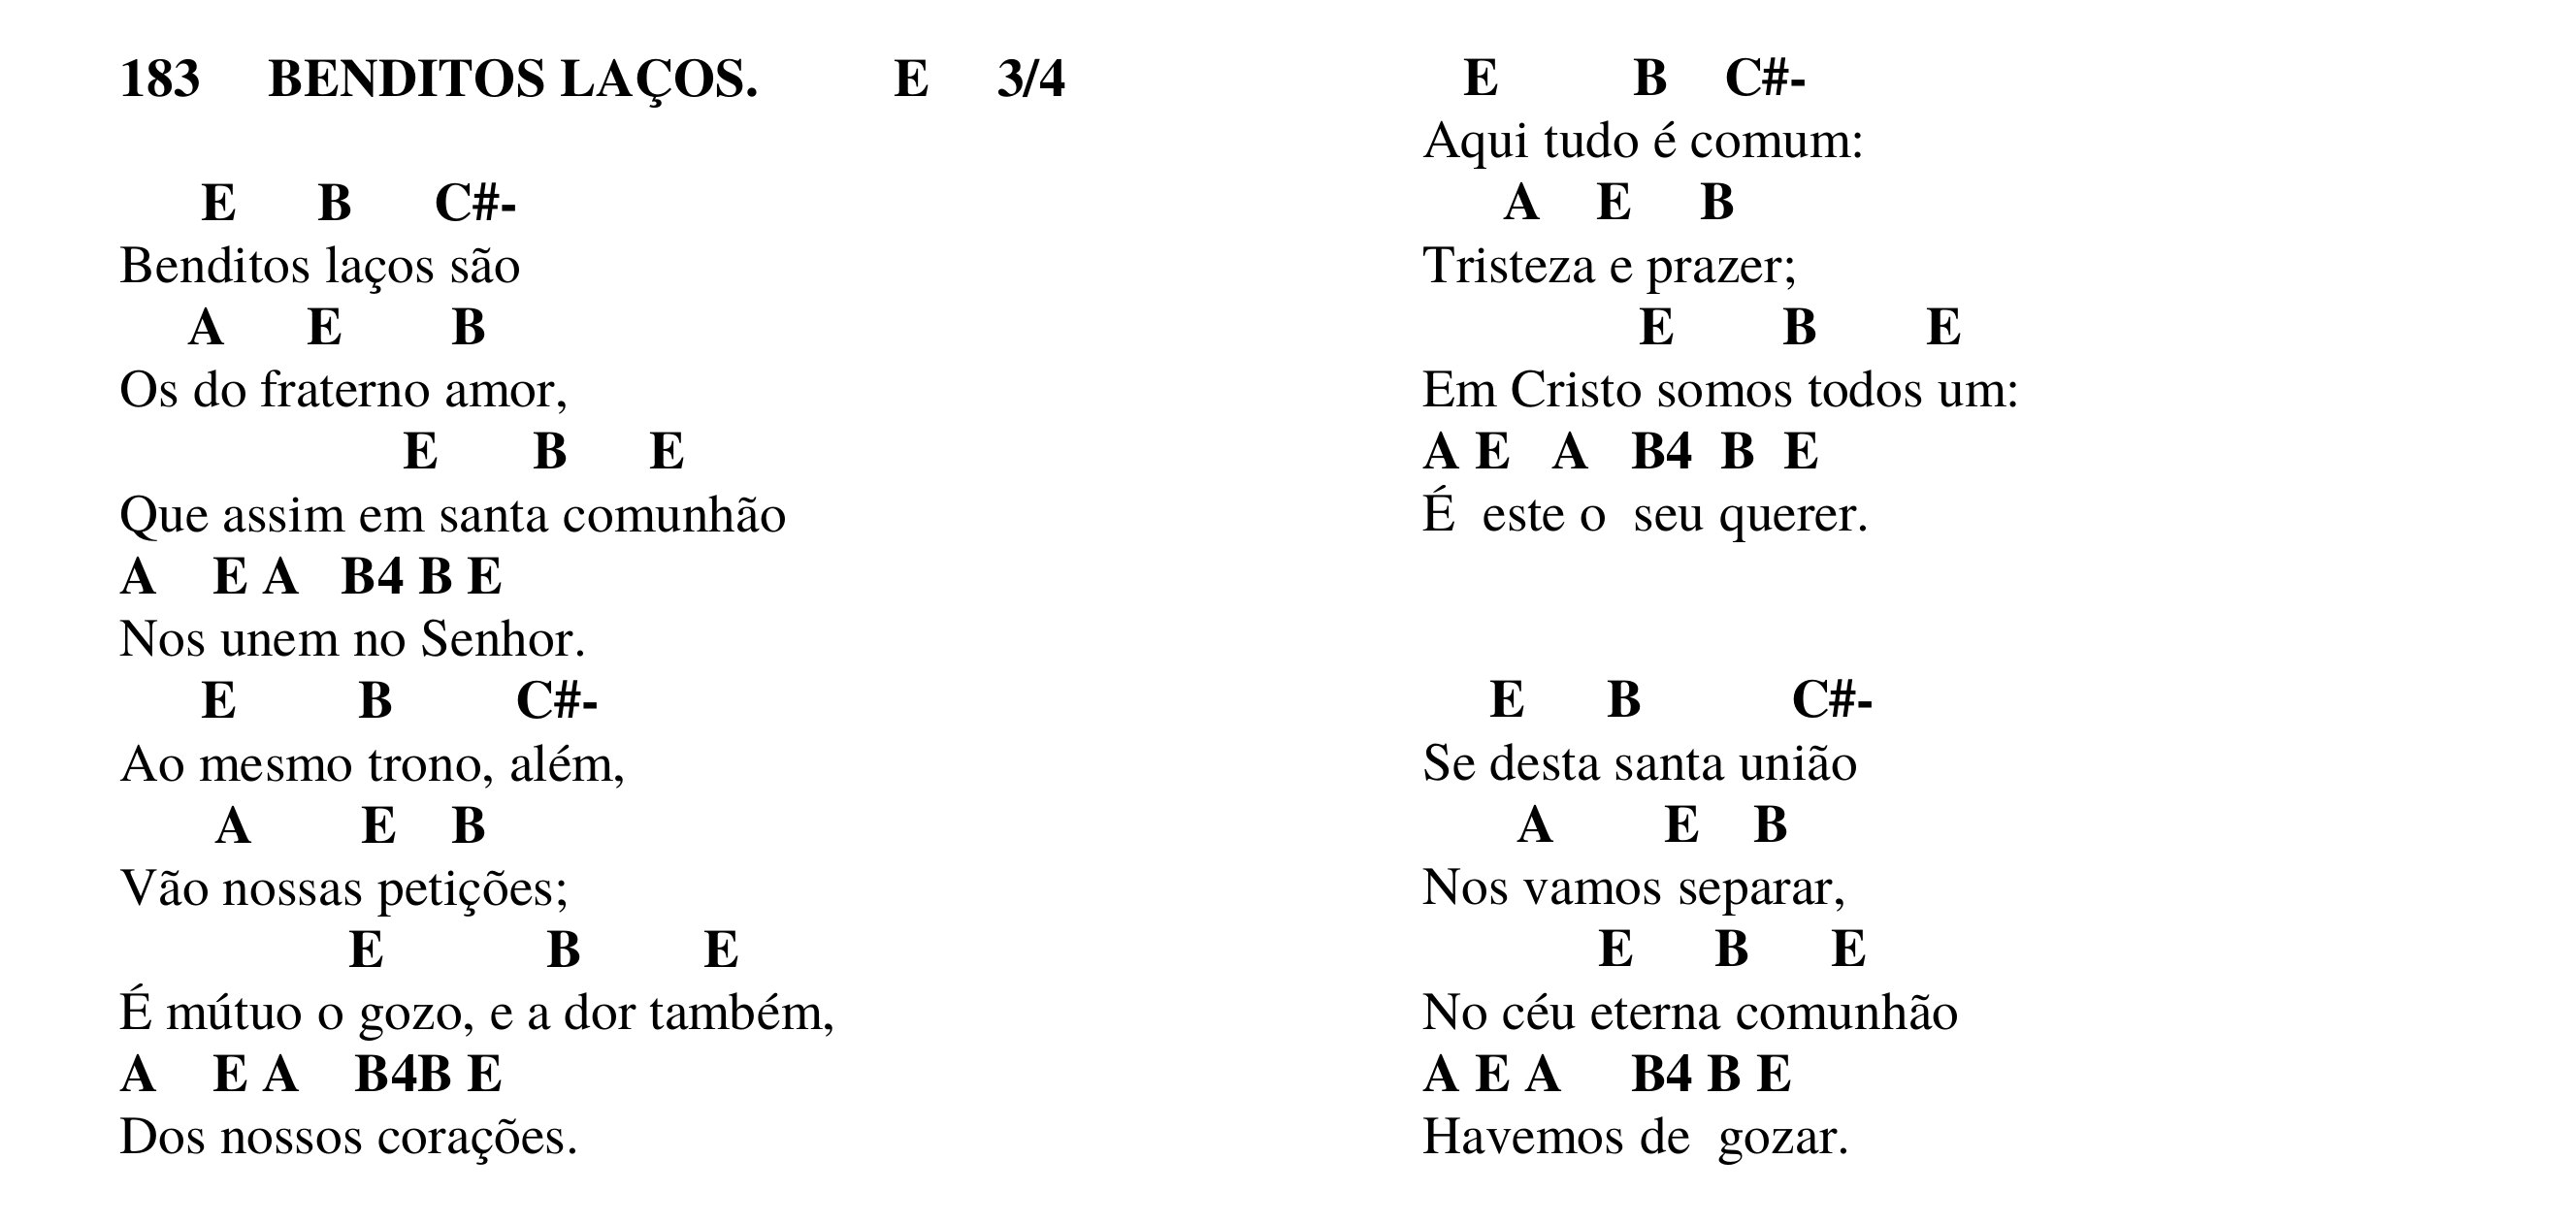 183 BENDITOS LAÇOS. E 3/4
E B C#-
Benditos laços são
A E B
Os do fraterno amor,
E B E
Que assim em santa comunhão
A E A B4 B E
Nos unem no Senhor.
E B C#-
Ao mesmo trono, além,
A E B
Vão nossas petições;
E B E
É mútuo o gozo, e a dor também,
A E A B4B E
Dos nossos corações.
E B C#-
Aqui tudo é comum:
A E B
Tristeza e prazer;
E B E
Em Cristo somos todos um:
A E A B4 B E
É este o seu querer.
E B C#-
Se desta santa união
A E B
Nos vamos separar,
E B E
No céu eterna comunhão
A E A B4 B E
Havemos de gozar.